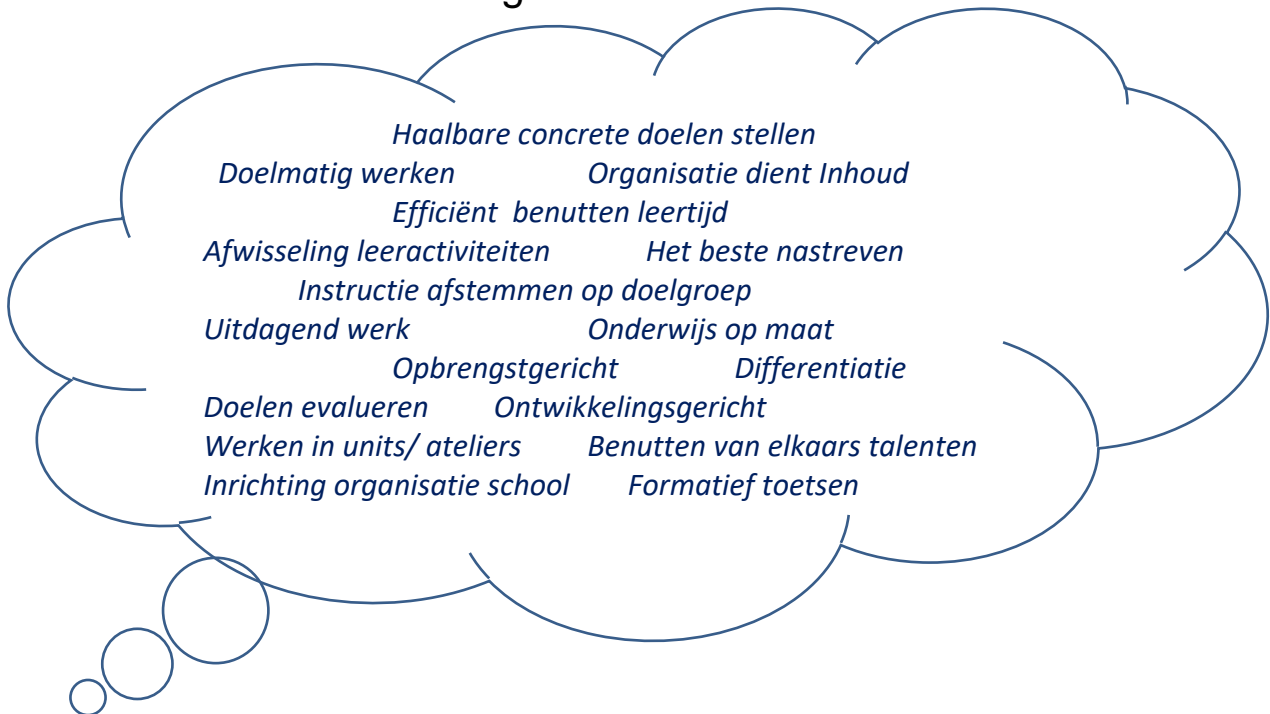 g
Haalbare concrete doelen stellen
Doelmatig werken Organisatie dient Inhoud
Efficiënt benutten leertijd
Afwisseling leeractiviteiten Het beste nastreven
Instructie afstemmen op doelgroep
Uitdagend werk Onderwijs op maat
Opbrengstgericht Differentiatie
Doelen evalueren Ontwikkelingsgericht
Werken in units/ ateliers Benutten van elkaars talenten
Inrichting organisatie school Formatief toetsen